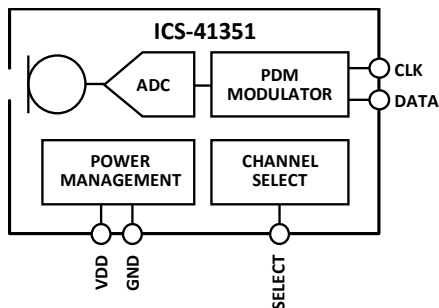 ICS-41351
ADC
PDM
MODULATOR
CLK
DATA
POWER
MANAGEMENT
CHANNEL
SELECT
VDD
GND
SELECT